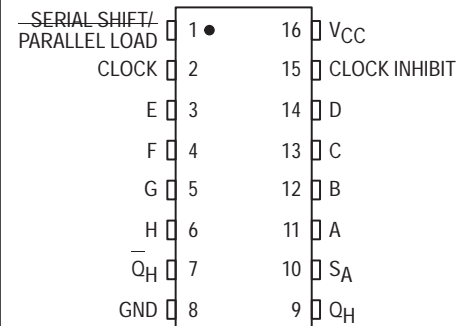 SERIAL SHIFT/
PARALLEL LOAD 1 16 VCC
CLOCK 2 15 CLOCK INHIBIT
E 3 14 D
F 4 13 C
G 5 12 B
H 6 11 A
Q̅H 7 10 SA
GND 8 9 QH